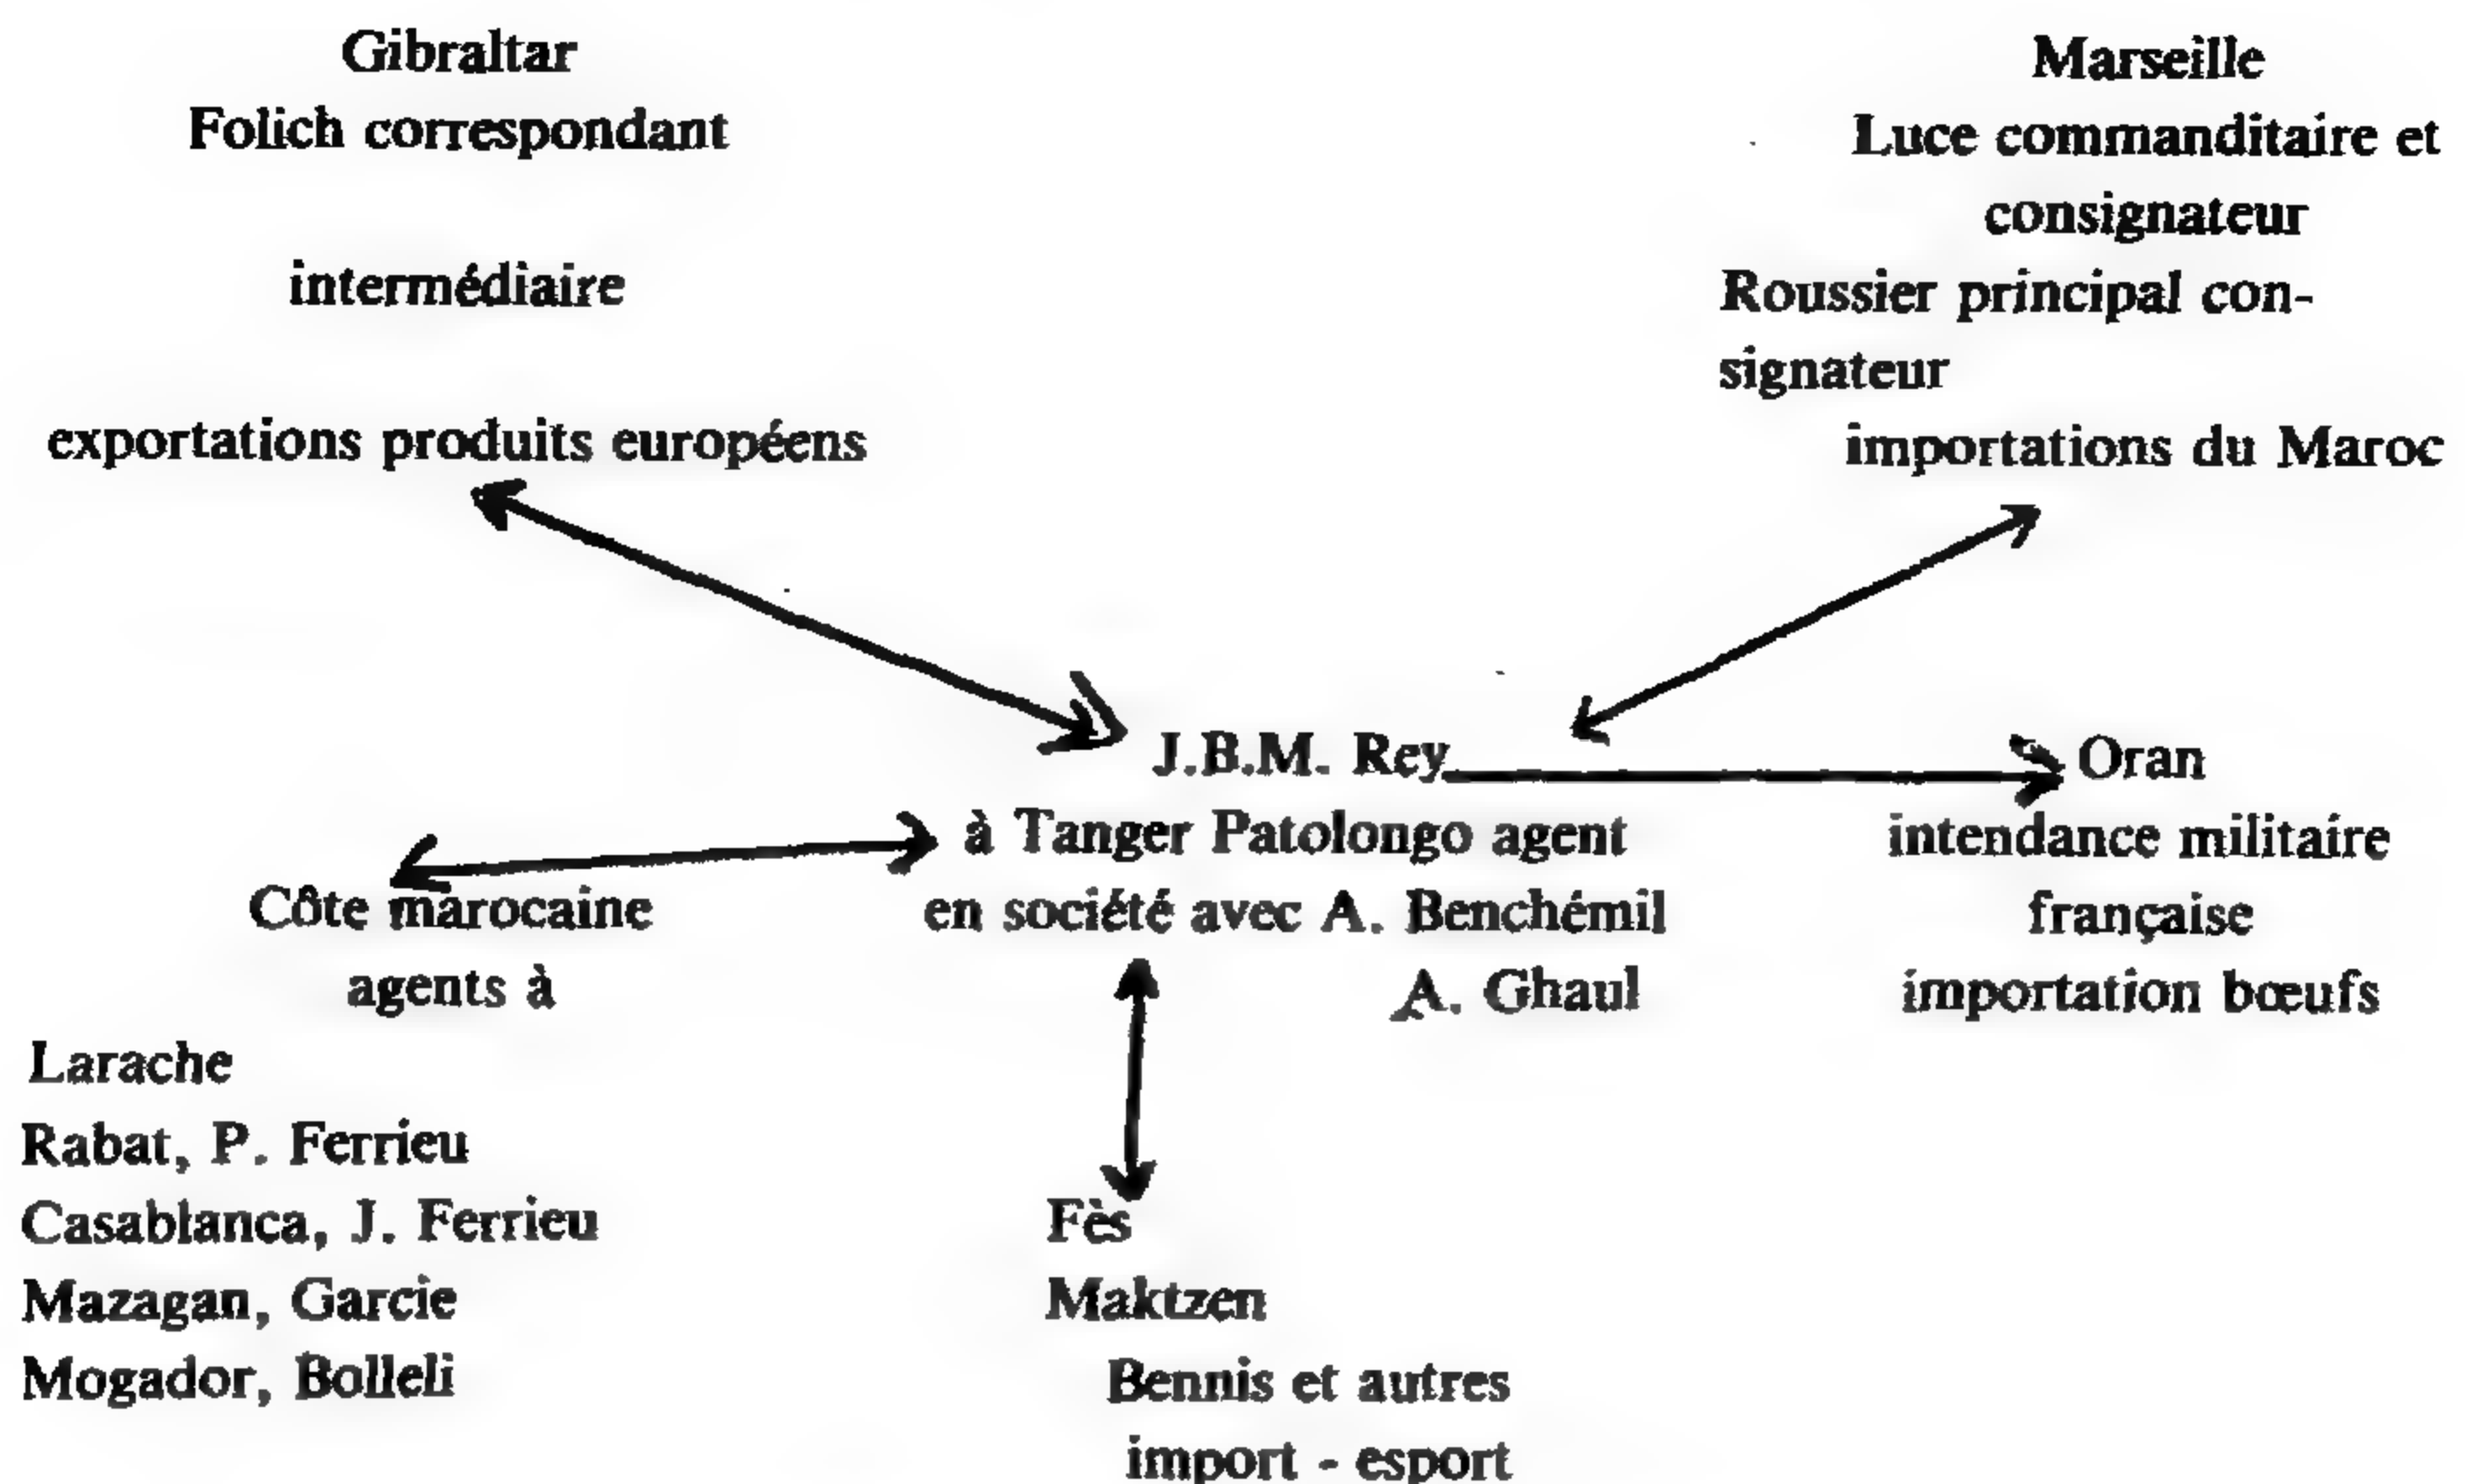 Gibraltar
Folich correspondant
intermédiaire
exportations produits européens
Marseille
Luce commanditaire et
consignateur
Roussier principal con-
signateur
importations du Maroc
J.B.M. Rey
à Tanger Patolongo agent
en société avec A. Benchémil
A. Ghaul
Oran
intendance militaire
française
importation bœufs
Côte marocaine
agents à
Larache
Rabat, P. Ferrieu
Casablanca, J. Ferrieu
Mazagan, Garcie
Mogador, Bolleli
Fès
Maktzen
Bennis et autres
import - esport